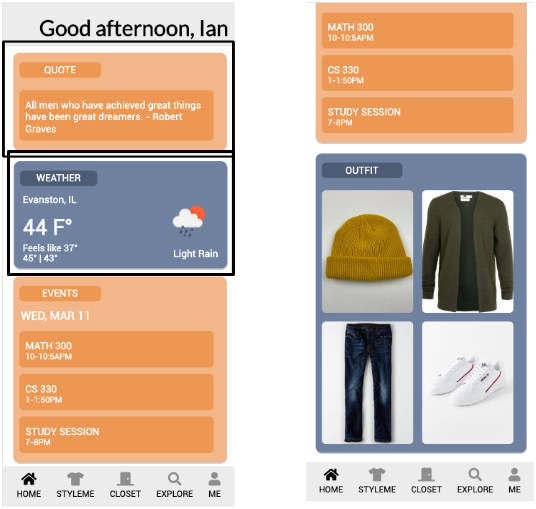 Good afternoon, Ian
QUOTE
All men who have achieved great things
have been great dreamers. - Robert
Graves
WEATHER
Evanston, IL
44 F°
Feels like 37°
45° | 43°
Light Rain
EVENTS
WED, MAR 11
MATH 300
10-10:5APM
CS 330
1-1:50PM
STUDY SESSION
7-8PM
HOME STYLEME CLOSET EXPLORE ME
MATH 300
10-10:5APM
CS 330
1-1:50PM
STUDY SESSION
7-8PM
OUTFIT
HOME STYLEME CLOSET EXPLORE ME